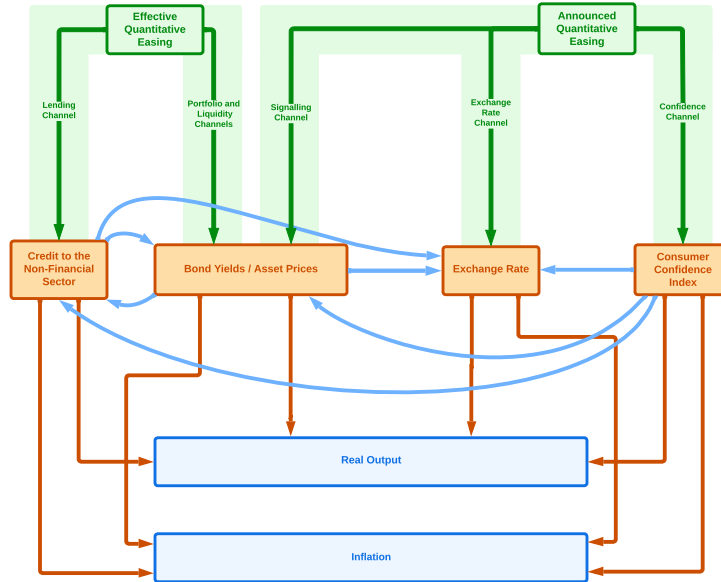 Effective
Quantitative
Easing
Announced
Quantitative
Easing
Lending
Channel
Portfolio and
Liquidity
Channels
Signalling
Channel
Exchange
Rate
Channel
Confidence
Channel
Credit to the
Non-Financial
Sector
Bond Yields / Asset Prices
Exchange Rate
Consumer
Confidence
Index
Real Output
Inflation